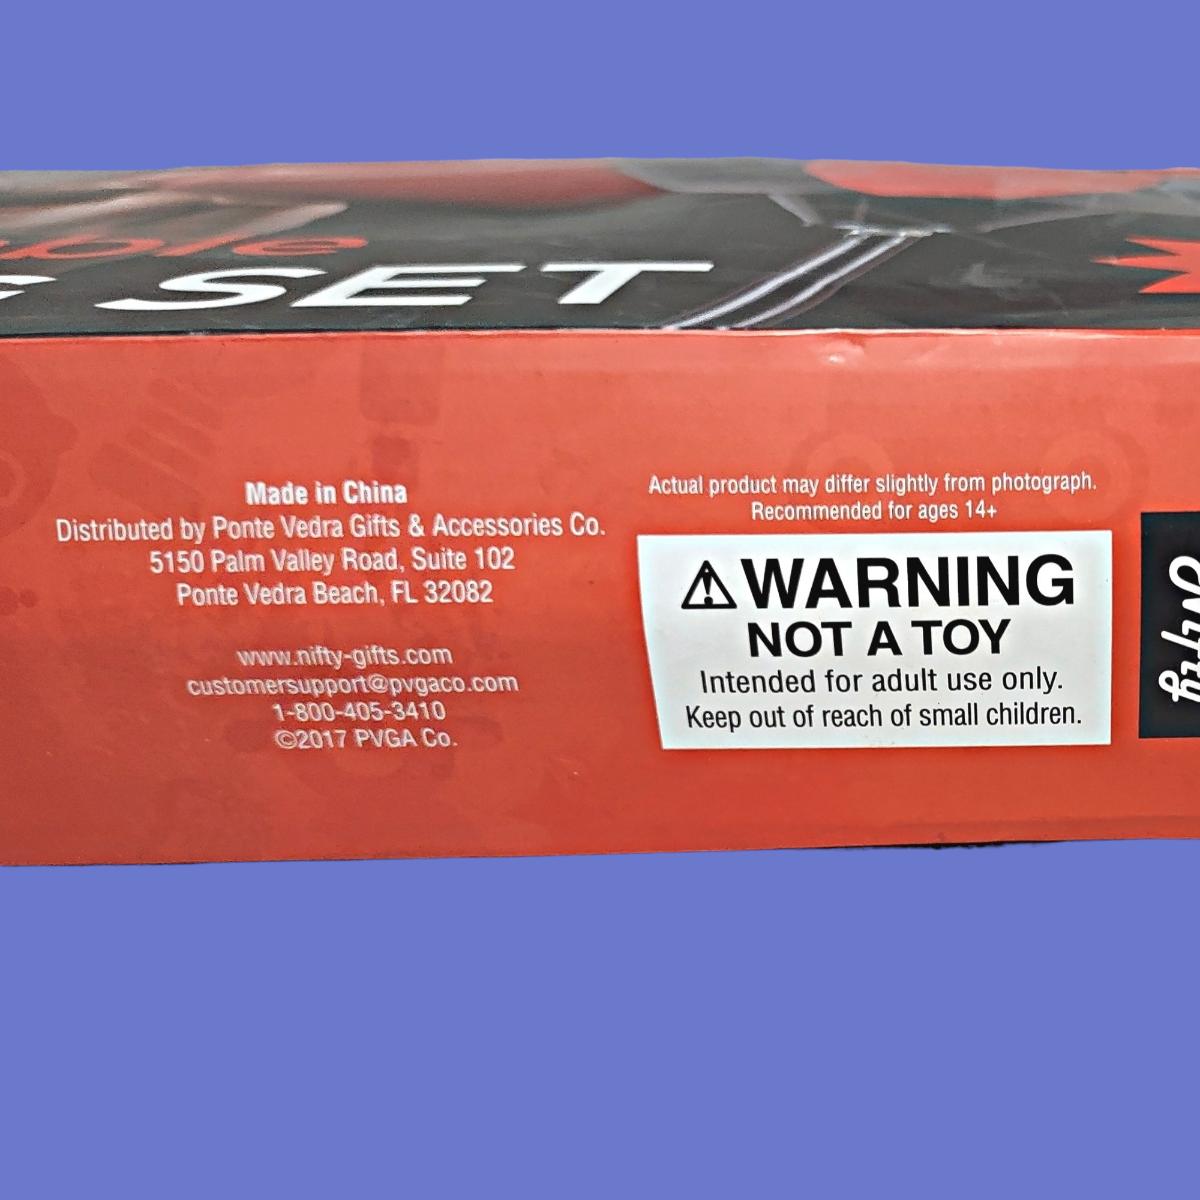 SET
Made in China
Distributed by Ponte Vedra Gifts & Accessories Co.
5150 Palm Valley Road, Suite 102
Ponte Vedra Beach, FL 32082
www.nifty-gifts.com
customersupport@pvgaco.com
1-800-405-3410
©2017 PVGA Co.
Actual product may differ slightly from photograph.
Recommended for ages 14+
⚠WARNING
NOT A TOY
Intended for adult use only.
Keep out of reach of small children.